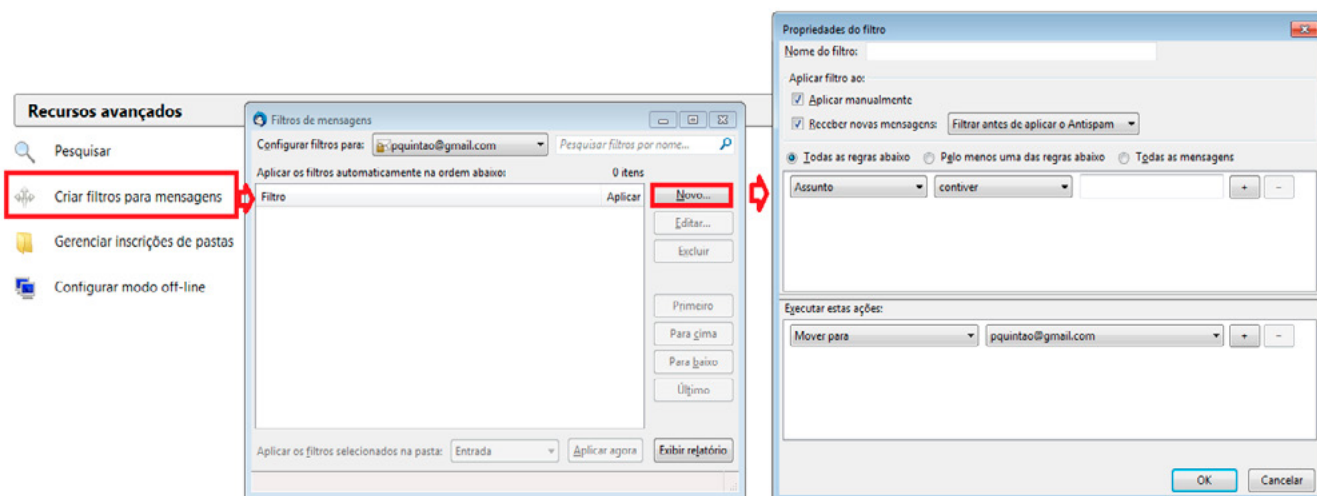 Recursos avançados
Pesquisar
Criar filtros para mensagens
Gerenciar inscrições de pastas
Configurar modo off-line
Filtros de mensagens
Configurar filtros para: pquintao@gmail.com Pesquisar filtros por nome...
Aplicar os filtros automaticamente na ordem abaixo: 0 itens
Filtro Aplicar
Novo...
Editar...
Excluir
Primeiro
Para cima
Para baixo
Último
Aplicar os filtros selecionados na pasta: Entrada Aplicar agora Exibir relatório
Propriedades do filtro
Nome do filtro:
Aplicar filtro ao:
Aplicar manualmente
Receber novas mensagens: Filtrar antes de aplicar o Antispam
Todas as regras abaixo Pelo menos uma das regras abaixo Todas as mensagens
Assunto contiver + -
Executar estas ações:
Mover para pquintao@gmail.com + -
OK Cancelar